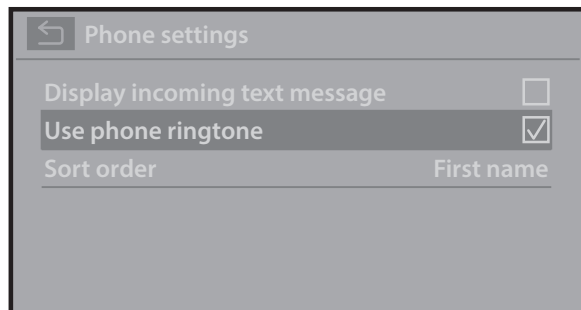 Phone settings
Display incoming text message
Use phone ringtone
Sort order First name